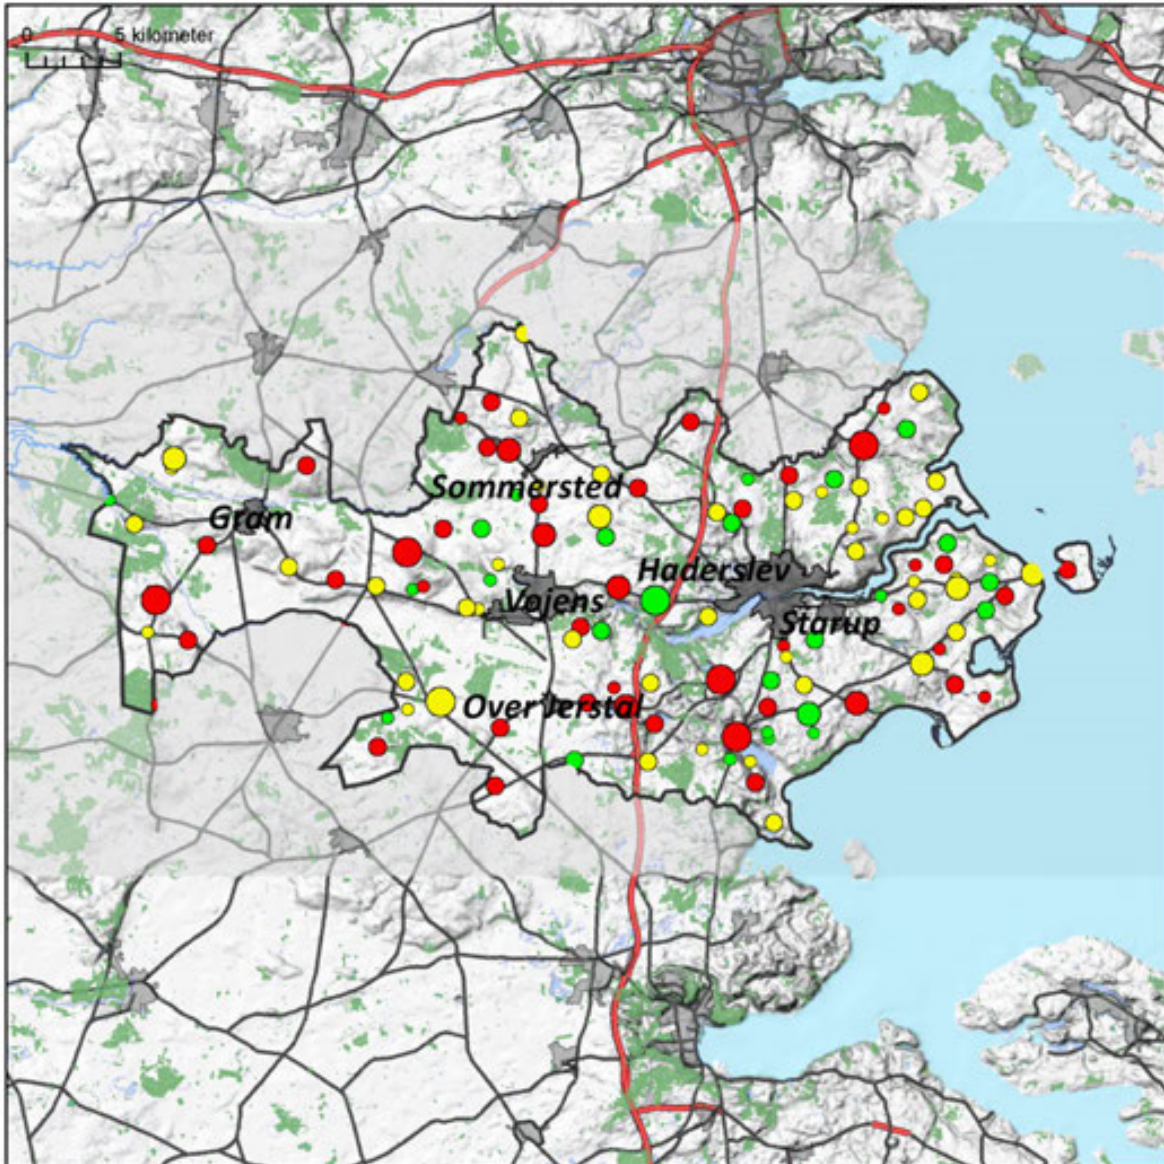 0 5 kilometer
Sommersted
Gram
Haderslev
Vojens
Starup
Over Jerstal